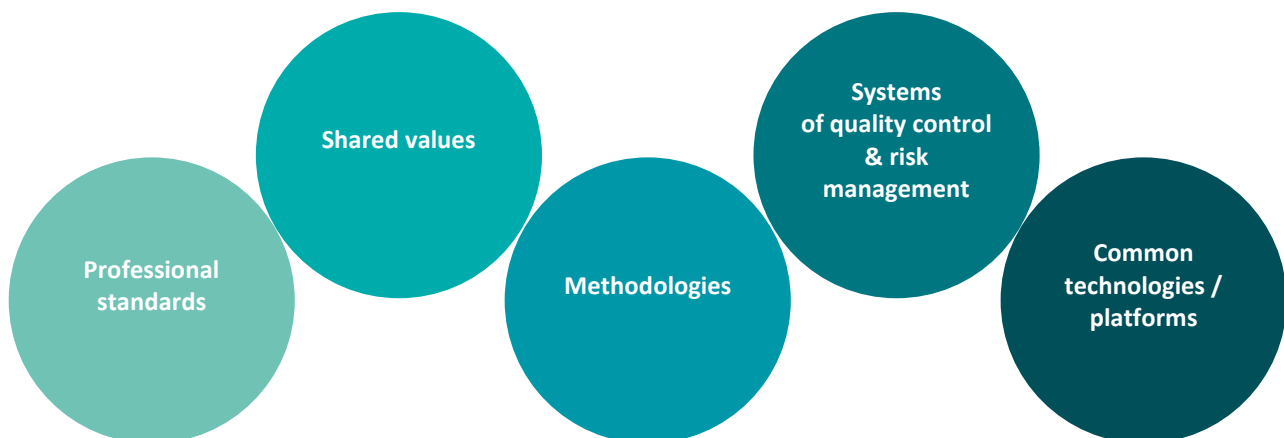 Professional
standards
Shared values
Methodologies
Systems
of quality control
& risk
management
Common
technologies /
platforms